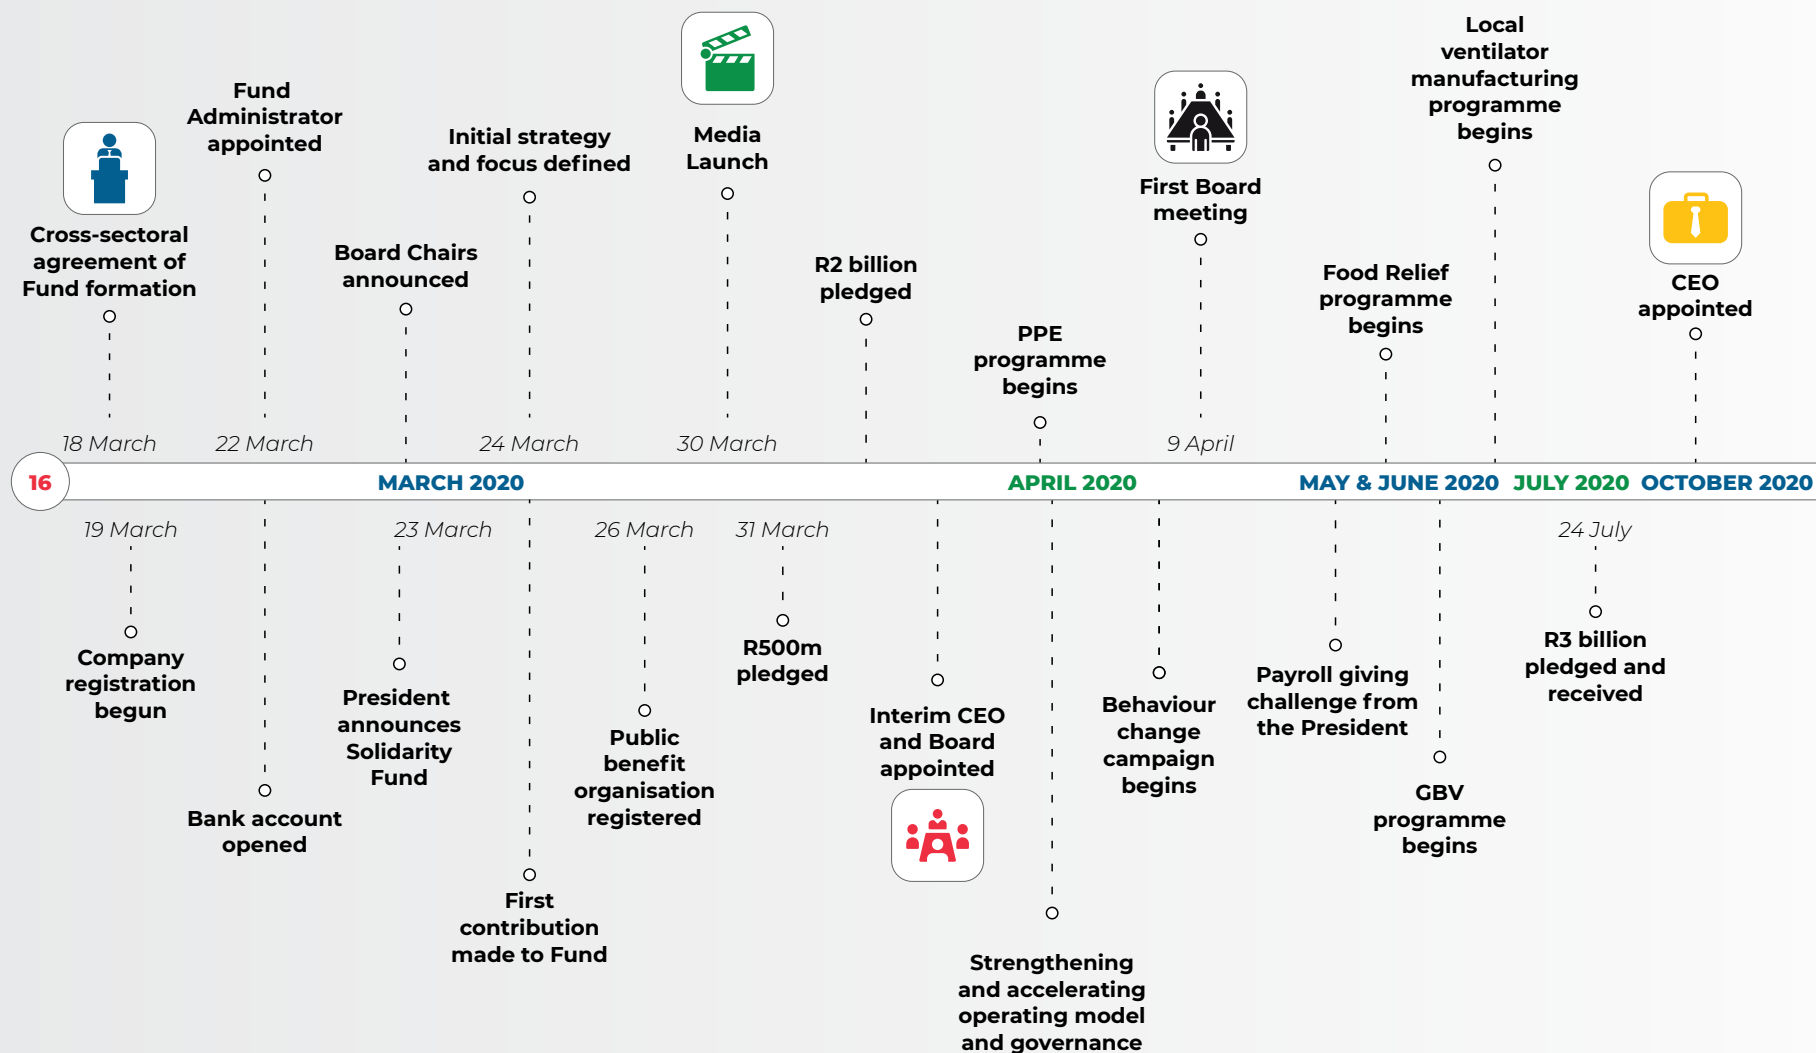 Cross-sectoral
agreement of
Fund formation
18 March
Fund
Administrator
appointed
22 March
Board Chairs
announced
Initial strategy
and focus defined
24 March
Media
Launch
30 March
R2 billion
pledged
PPE
programme
begins
First Board
meeting
9 April
Food Relief
programme
begins
Local
ventilator
manufacturing
programme
begins
CEO
appointed
16
MARCH 2020
APRIL 2020
MAY & JUNE 2020
JULY 2020
OCTOBER 2020
19 March
Company
registration
begun
Bank account
opened
23 March
President
announces
Solidarity
Fund
First
contribution
made to Fund
26 March
Public
benefit
organisation
registered
31 March
R500m
pledged
Interim CEO
and Board
appointed
Strengthening
and accelerating
operating model
and governance
Behaviour
change
campaign
begins
Payroll giving
challenge from
the President
GBV
programme
begins
24 July
R3 billion
pledged and
received